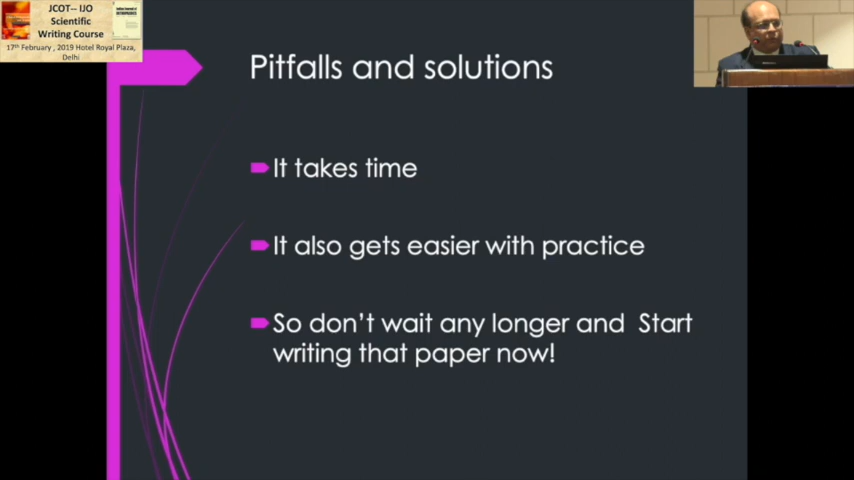 JCOT-- IJO
Scientific
Writing Course
17th February , 2019 Hotel Royal Plaza,
Delhi
Pitfalls and solutions
It takes time
It also gets easier with practice
So don't wait any longer and Start
writing that paper now!